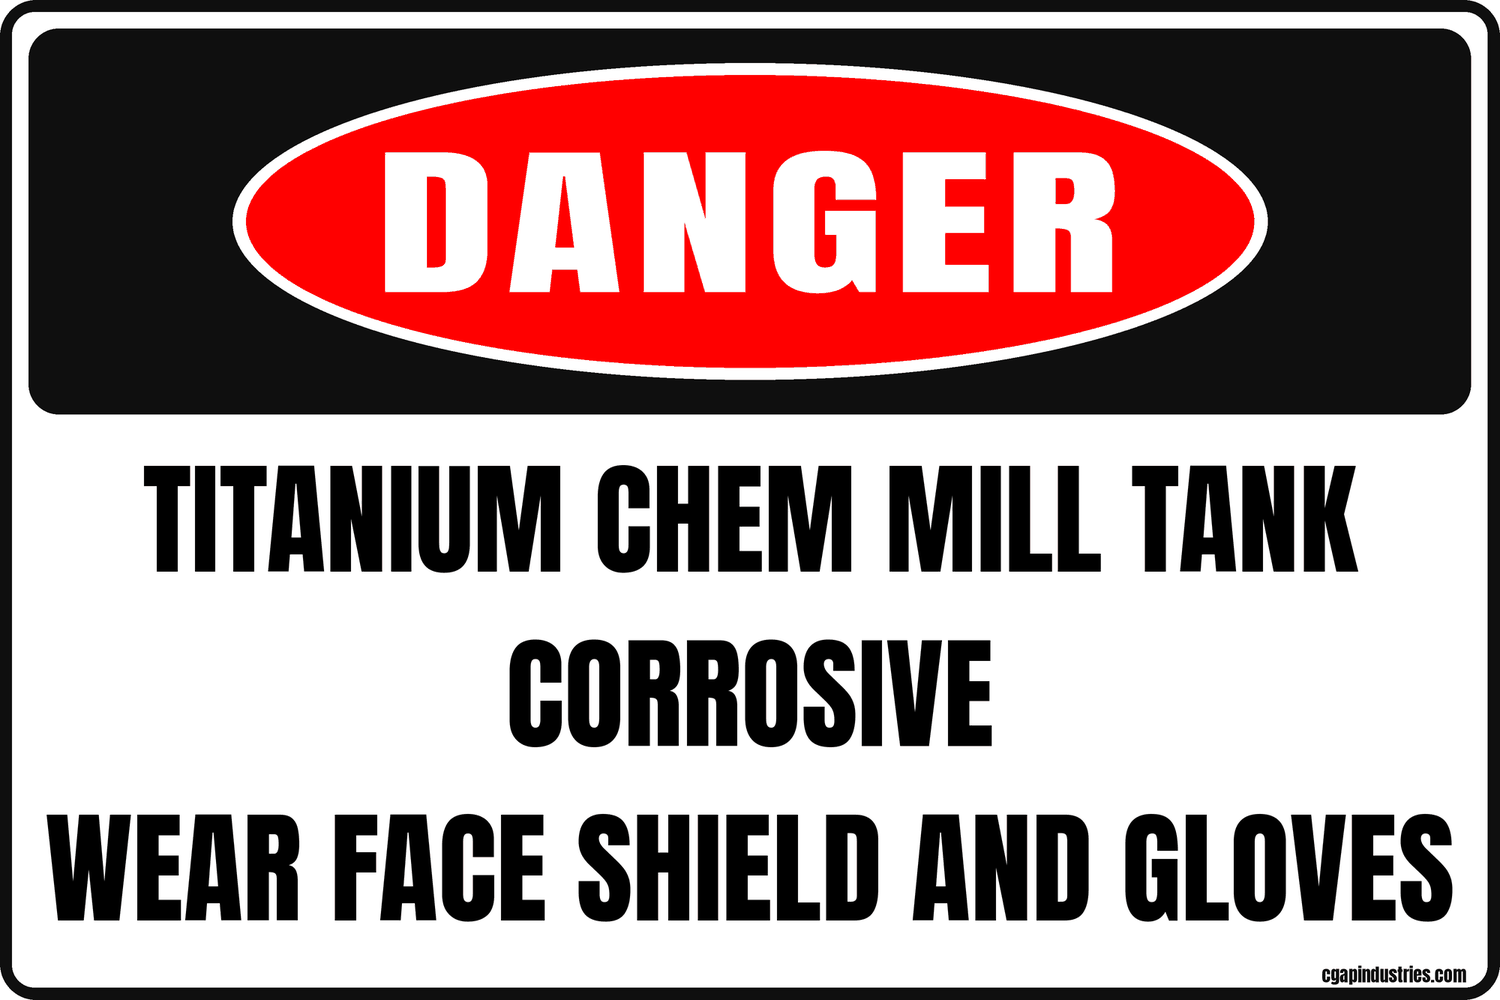 DANGER
TITANIUM CHEM MILL TANK
CORROSIVE
WEAR FACE SHIELD AND GLOVES
cgapindustries.com